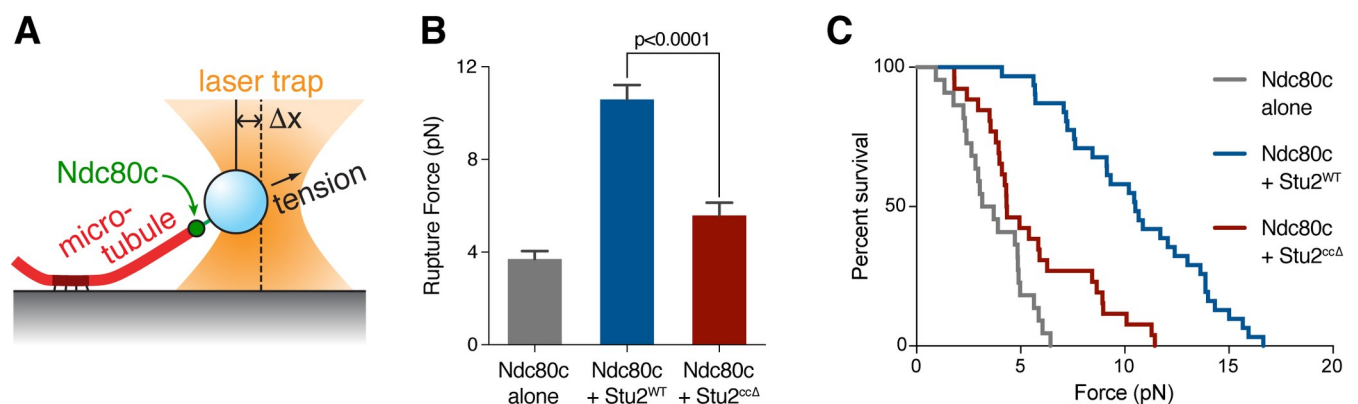 A
laser trap
Δx
Ndc80c
tension
micro-
tubule
B
p<0.0001
12
8
4
0
Rupture Force (pN)
Ndc80c
alone
Ndc80c
+ Stu2ᵂᵀ
Ndc80c
+ Stu2ᶜᶜᐞ
C
100
50
0
Percent survival
0
5
10
15
20
Force (pN)
Ndc80c
alone
Ndc80c
+ Stu2ᵂᵀ
Ndc80c
+ Stu2ᶜᶜᐞ